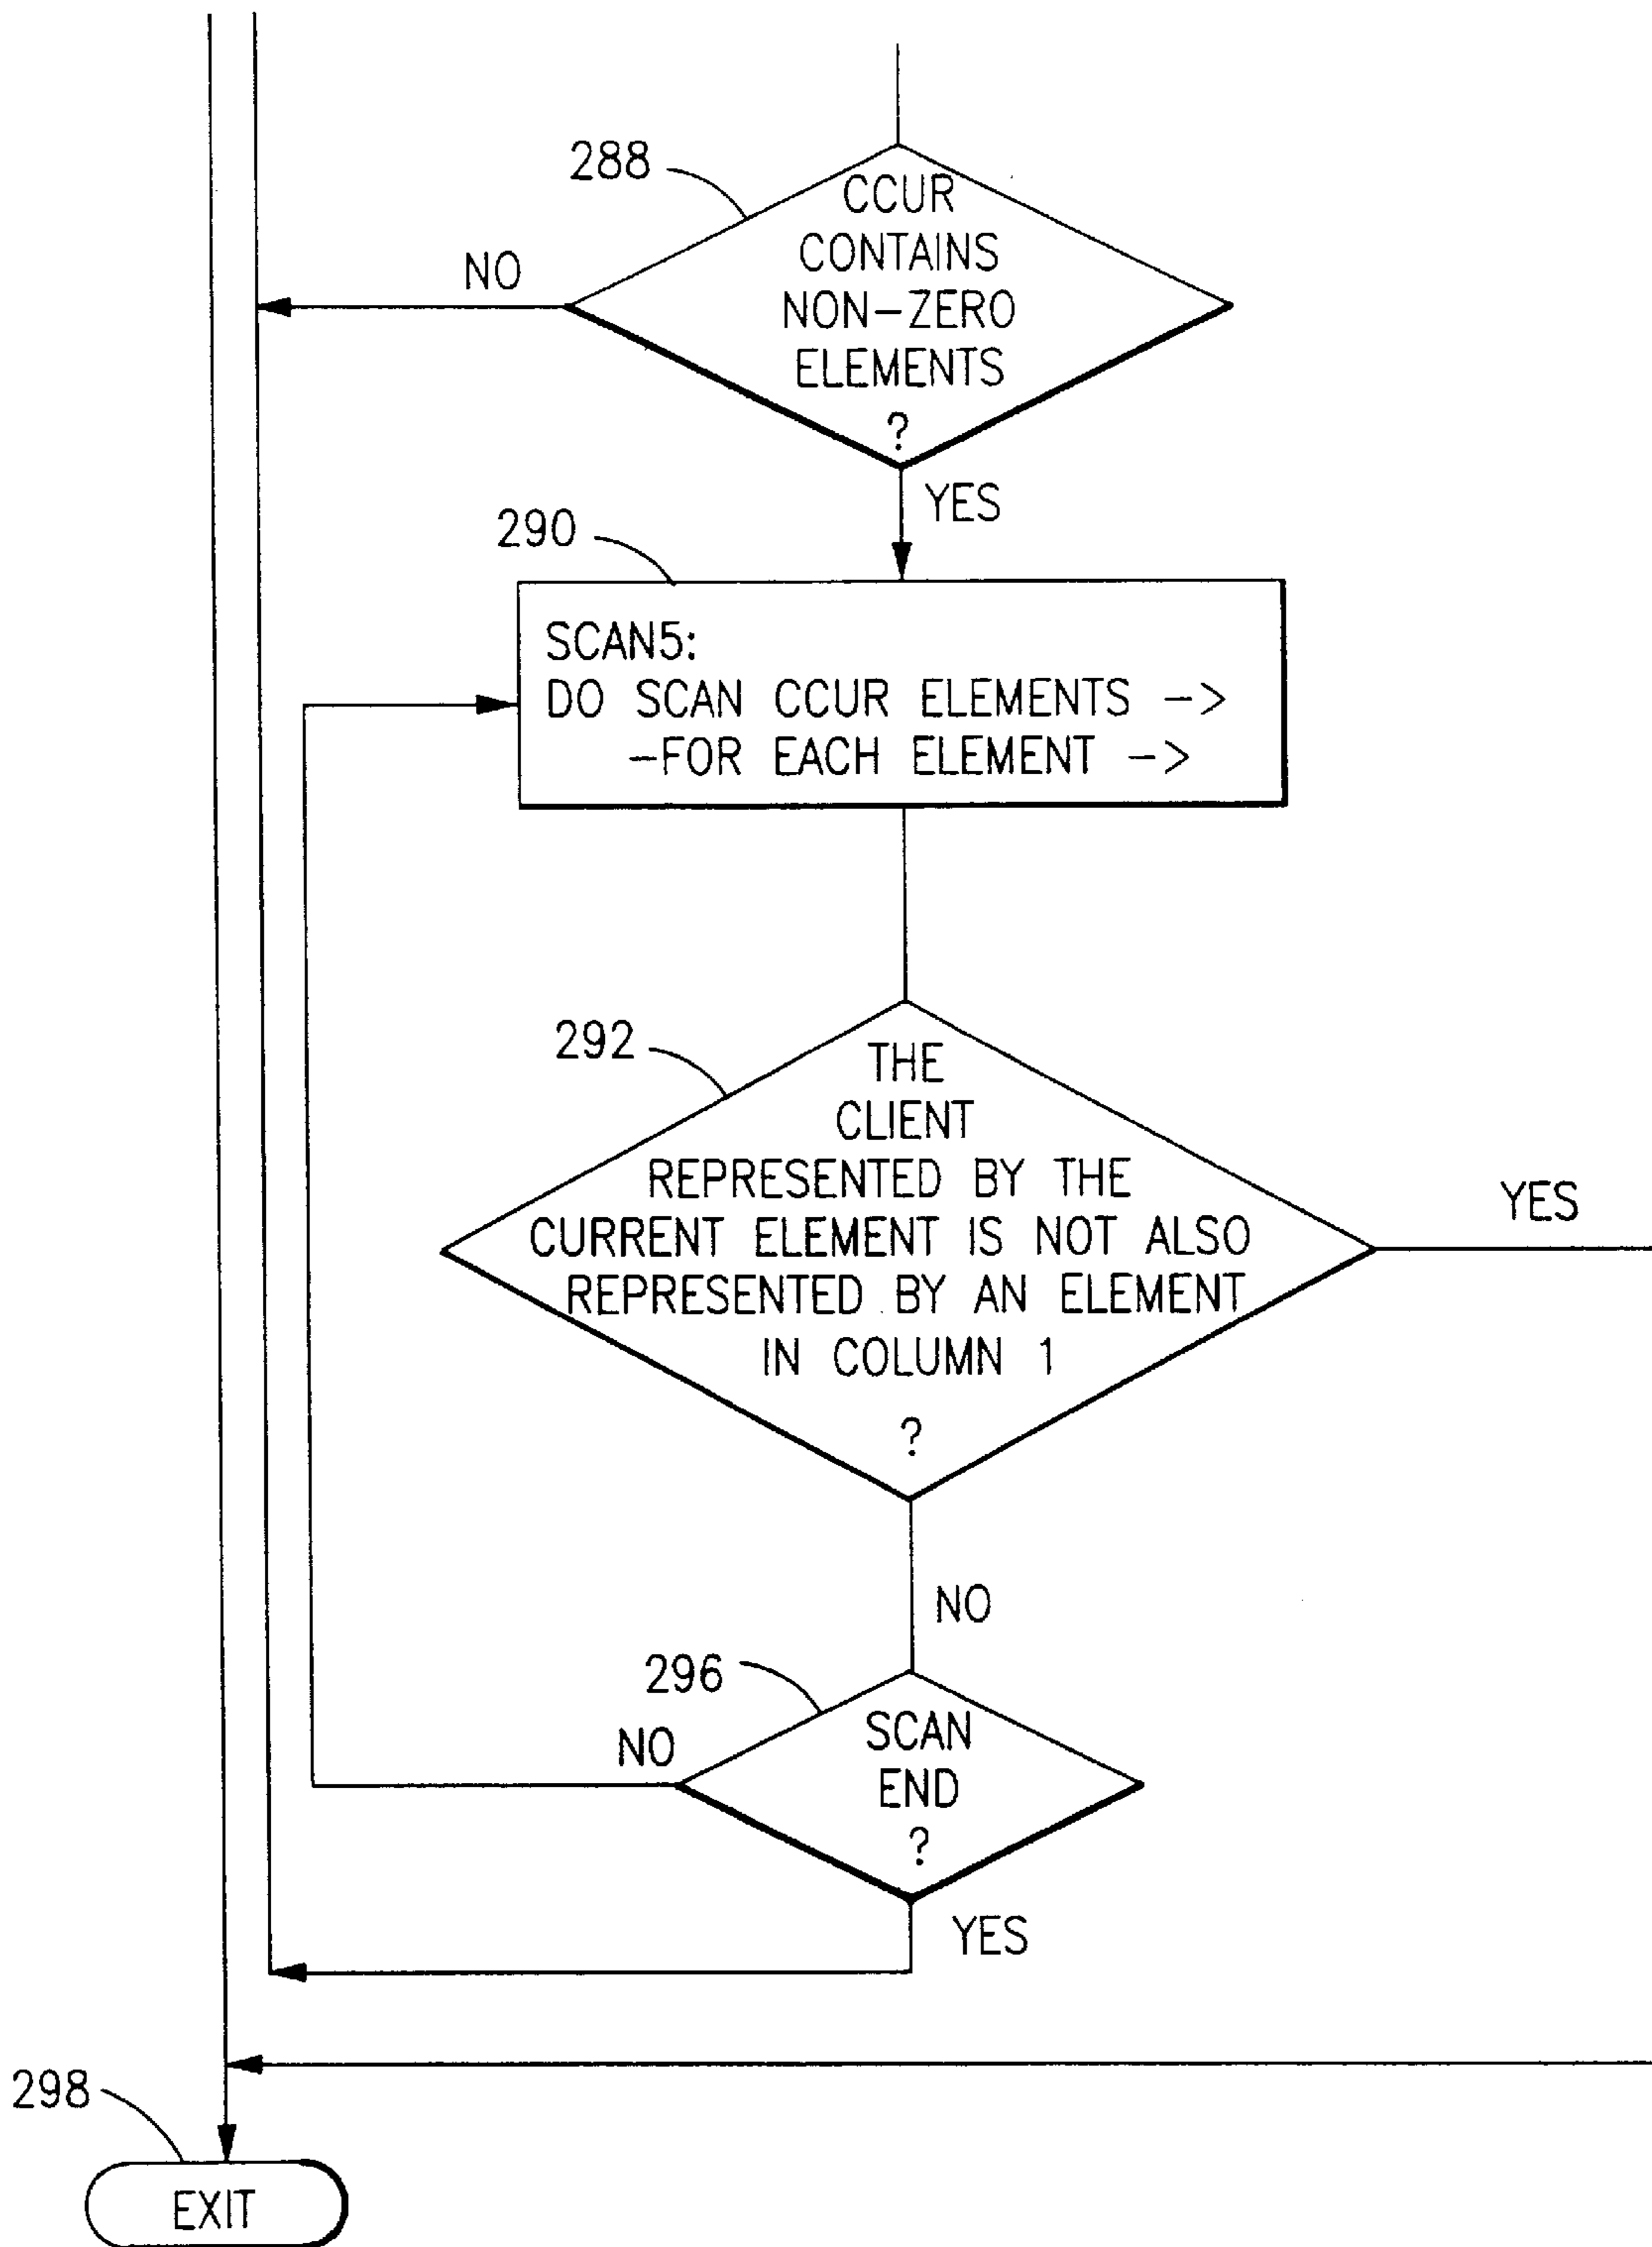 288
CCUR
CONTAINS
NON-ZERO
ELEMENTS
?
NO
YES
290
SCAN5:
DO SCAN CCUR ELEMENTS ->
-FOR EACH ELEMENT ->
292
THE
CLIENT
REPRESENTED BY THE
CURRENT ELEMENT IS NOT ALSO
REPRESENTED BY AN ELEMENT
IN COLUMN 1
?
YES
NO
296
SCAN
END
?
NO
YES
298
EXIT